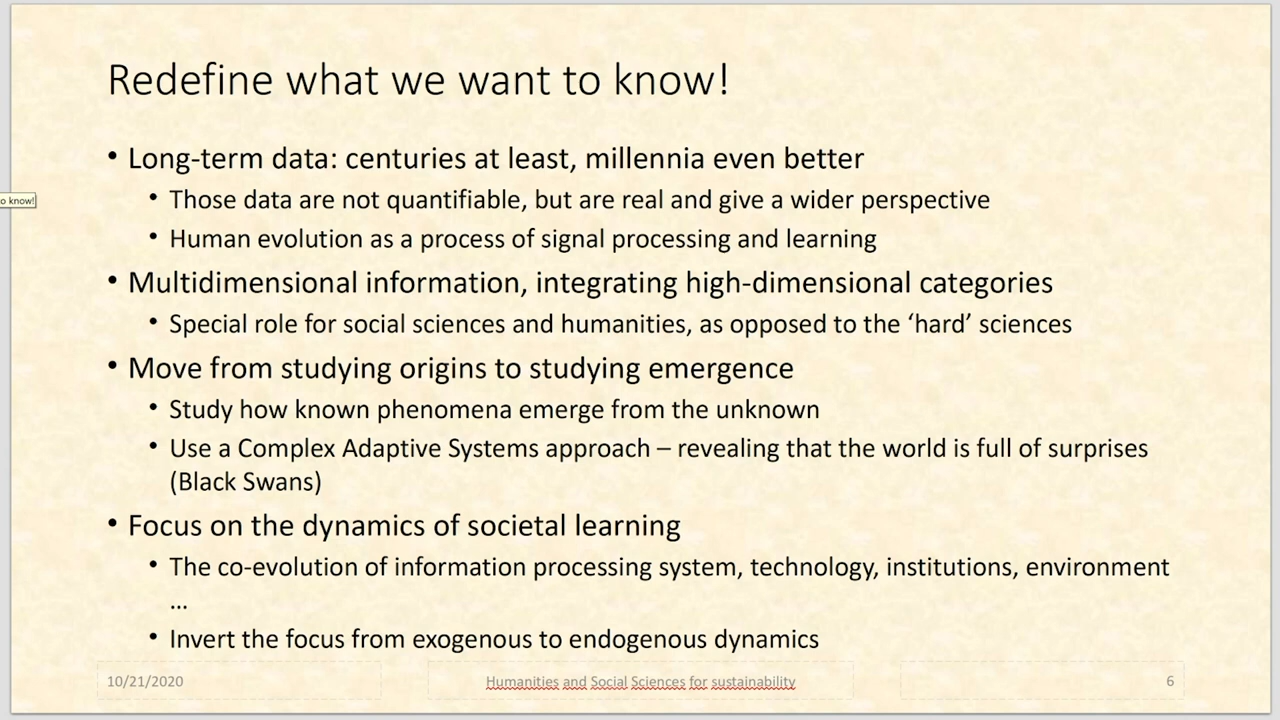 Redefine what we want to know!
• Long-term data: centuries at least, millennia even better
• Those data are not quantifiable, but are real and give a wider perspective
o know!
• Human evolution as a process of signal processing and learning
• Multidimensional information, integrating high-dimensional categories
• Special role for social sciences and humanities, as opposed to the ‘hard’ sciences
• Move from studying origins to studying emergence
• Study how known phenomena emerge from the unknown
• Use a Complex Adaptive Systems approach – revealing that the world is full of surprises
(Black Swans)
• Focus on the dynamics of societal learning
• The co-evolution of information processing system, technology, institutions, environment
...
• Invert the focus from exogenous to endogenous dynamics
10/21/2020
Humanities and Social Sciences for sustainability
6